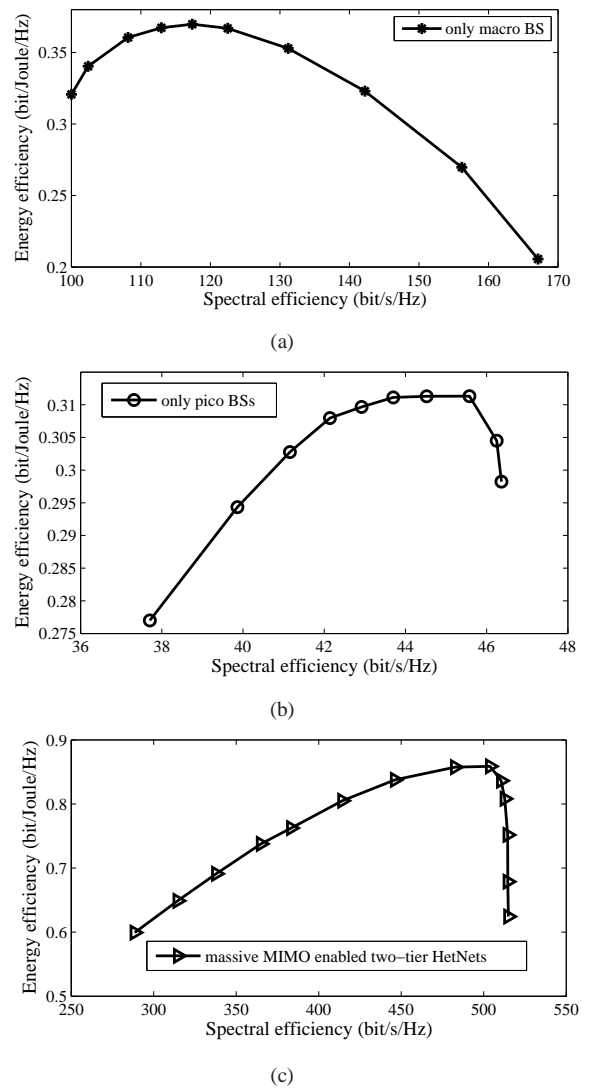 only macro BS
0.35
0.3
0.25
0.2
Energy efficiency (bit/Joule/Hz)
100 110 120 130 140 150 160 170
Spectral efficiency (bit/s/Hz)
(a)
only pico BSs
0.31
0.305
0.3
0.295
0.29
0.285
0.28
0.275
Energy efficiency (bit/Joule/Hz)
36 38 40 42 44 46 48
Spectral efficiency (bit/s/Hz)
(b)
0.9
0.8
0.7
0.6
0.5
Energy efficiency (bit/Joule/Hz)
massive MIMO enabled two−tier HetNets
250 300 350 400 450 500 550
Spectral efficiency (bit/s/Hz)
(c)